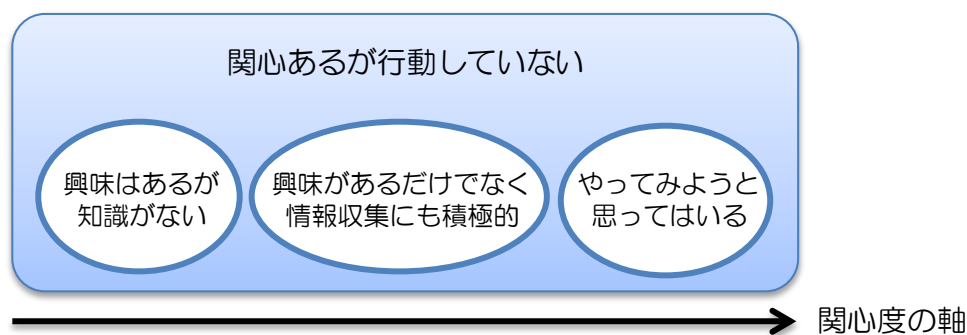 関心あるが行動していない
興味はあるが
知識がない
興味があるだけでなく
情報収集にも積極的
やってみようと
思ってはいる
関心度の軸